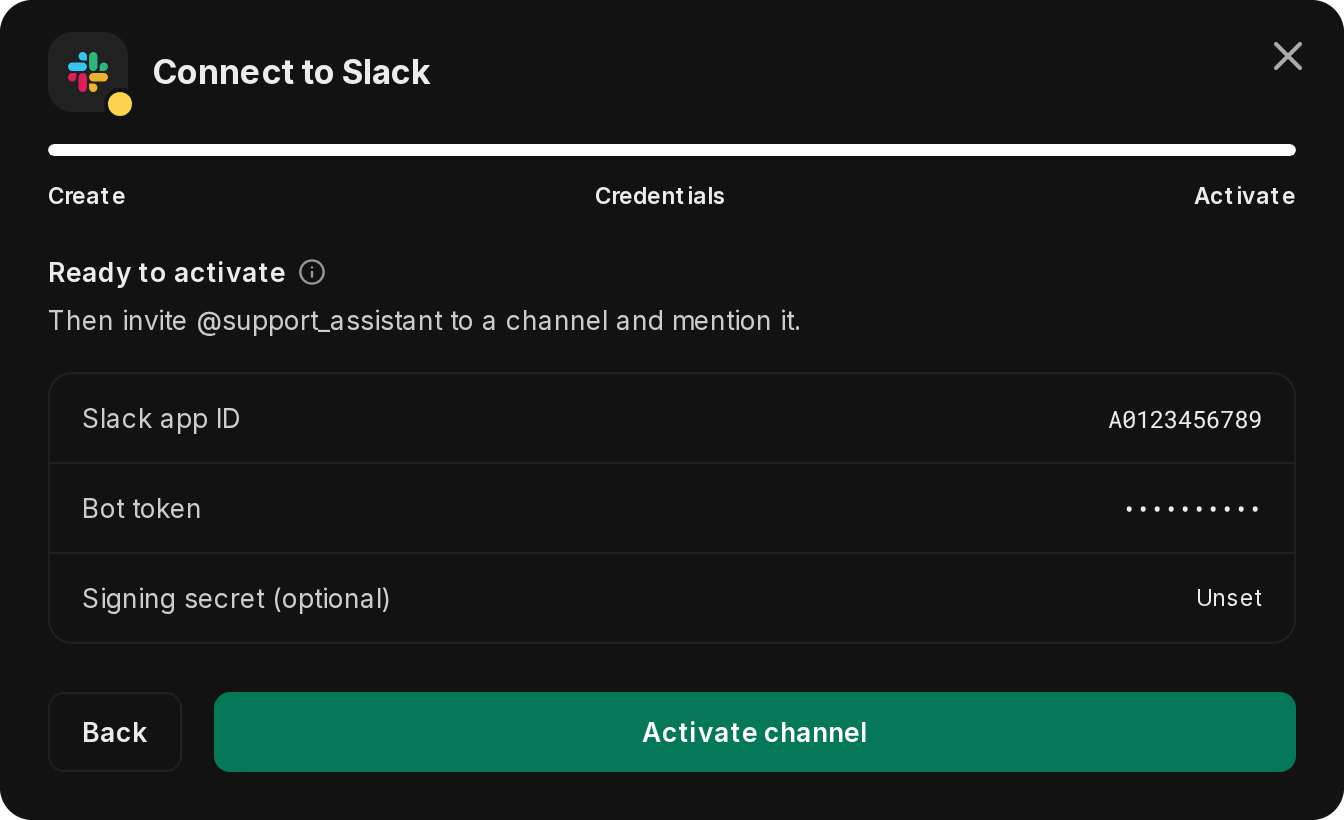 Connect to Slack
Create
Credentials
Activate
Ready to activate
Then invite @support_assistant to a channel and mention it.
Slack app ID
A0123456789
Bot token
••••••••••
Signing secret (optional)
Unset
Back
Activate channel